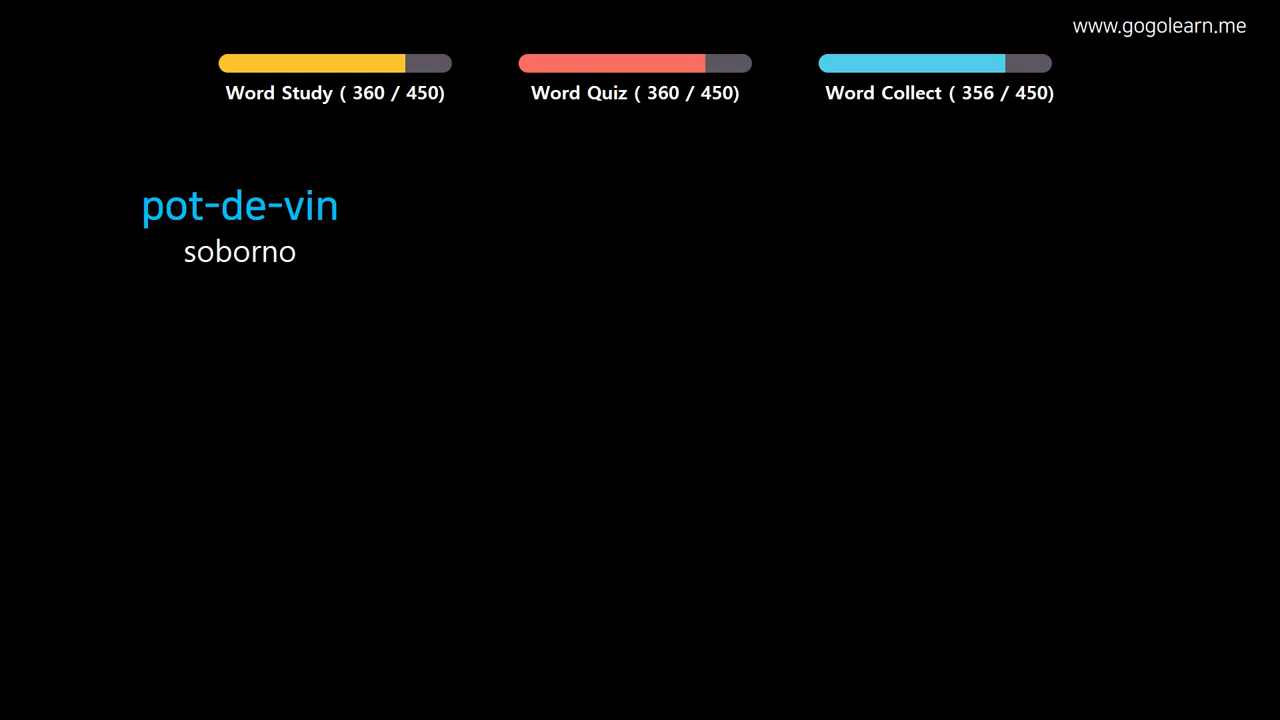 www.gogolearn.me
Word Study ( 360 / 450)
Word Quiz ( 360 / 450)
Word Collect ( 356 / 450)
pot-de-vin
soborno